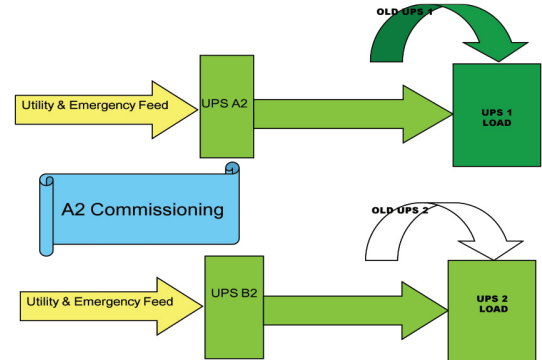 OLD UPS 1
Utility & Emergency Feed
UPS A2
UPS 1
LOAD
A2 Commissioning
OLD UPS 2
Utility & Emergency Feed
UPS B2
UPS 2
LOAD